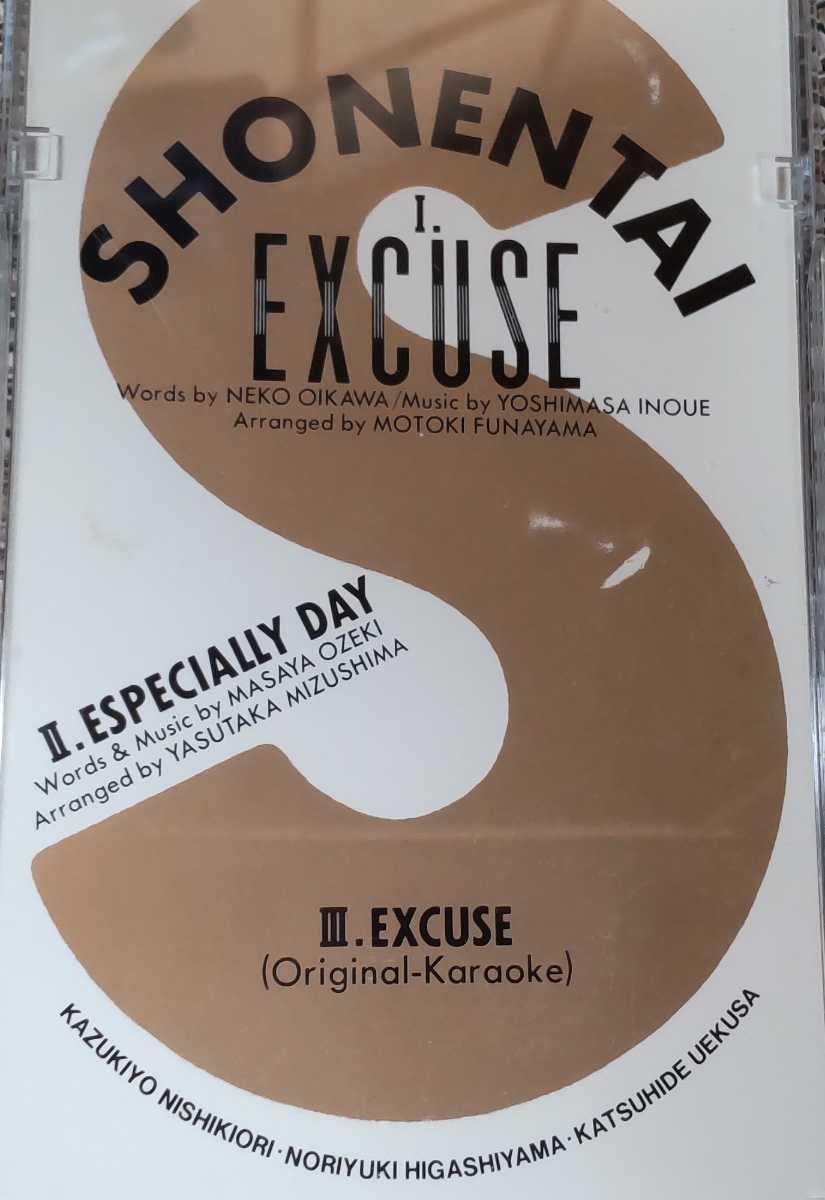 SHONENTAI
I.
EXCUSE
Words by NEKO OIKAWA/Music by YOSHIMASA INOUE
Arranged by MOTOKI FUNAYAMA
II.ESPECIALLY DAY
Words & Music by MASAYA OZEKI
Arranged by YASUTAKA MIZUSHIMA
III.EXCUSE
(Original-Karaoke)
KAZUKIYO NISHIKIORI·NORIYUKI HIGASHIYAMA·KATSUHIDE UEKUSA